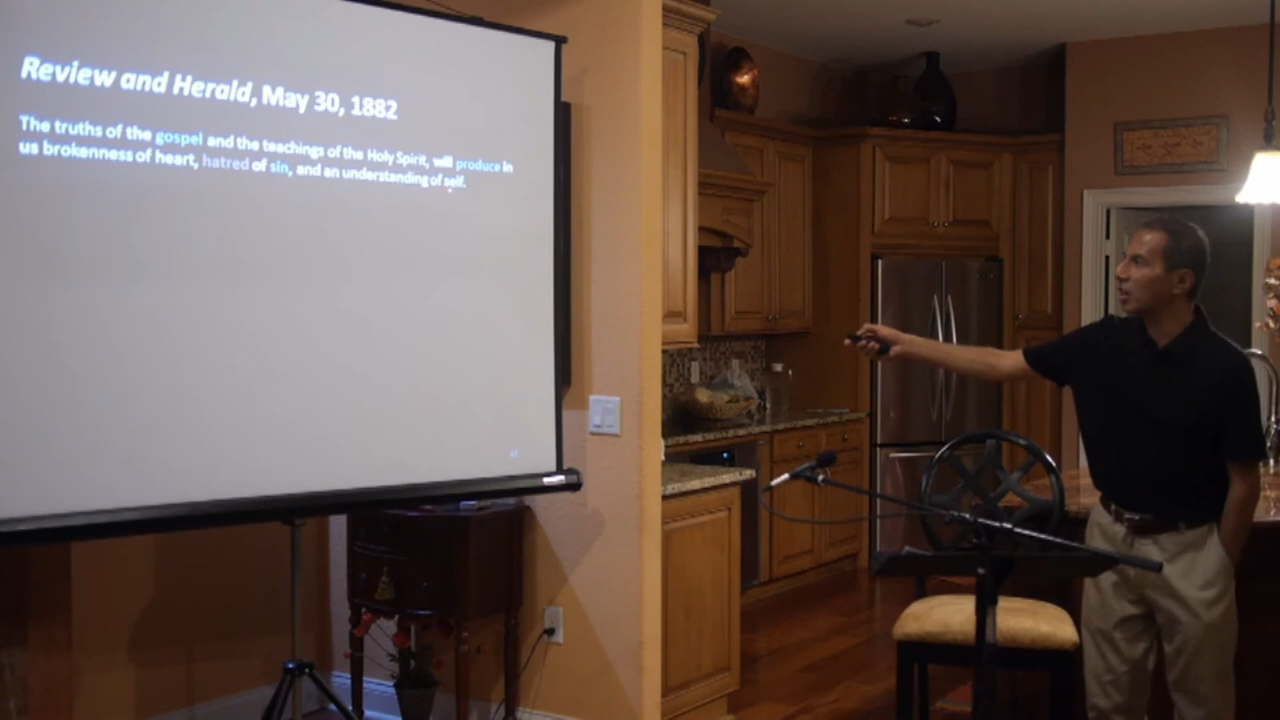 Review and Herald, May 30, 1882
The truths of the gospel and the teachings of the Holy Spirit, will produce in
us brokenness of heart, hatred of sin, and an understanding of self.